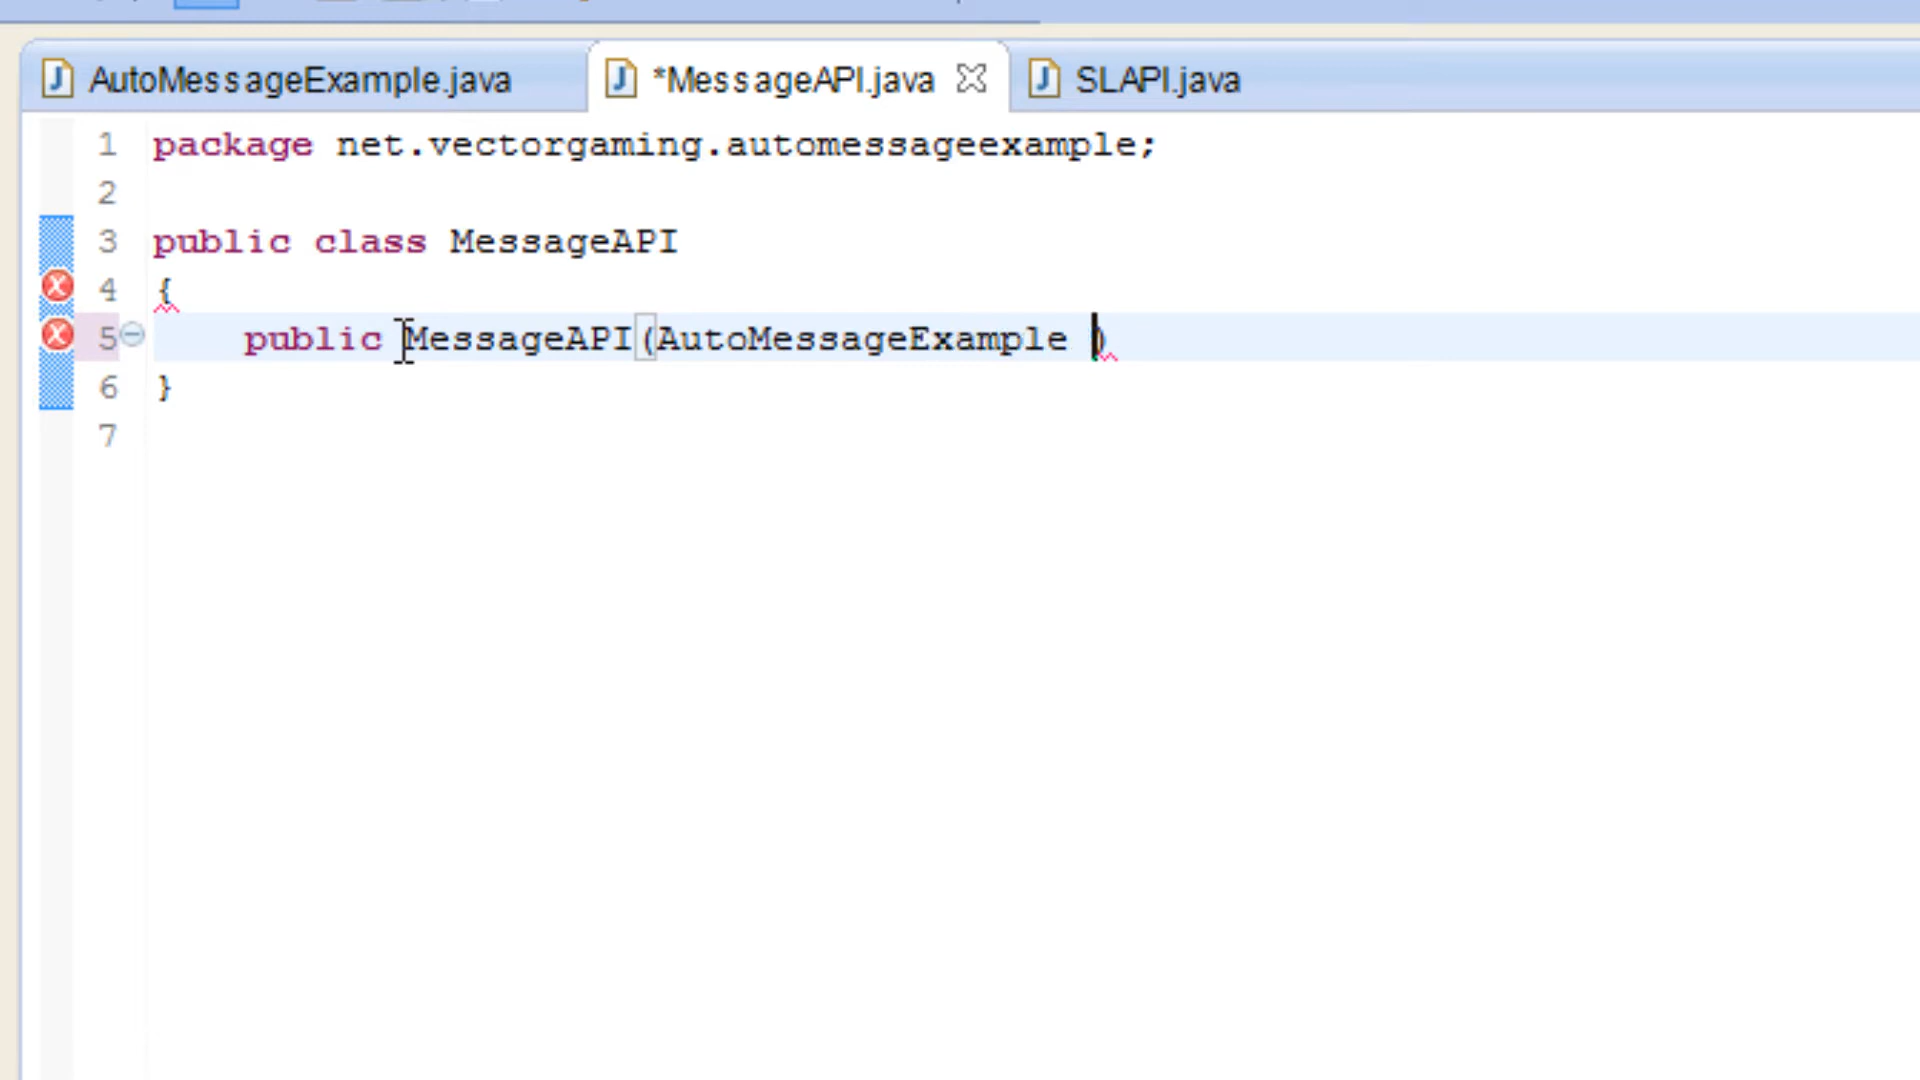 AutoMessageExample.java *MessageAPI.java SLAPI.java
1 package net.vectorgaming.automessageexample;
2
3 public class MessageAPI
4 {
5 public MessageAPI(AutoMessageExample )
6 }
7